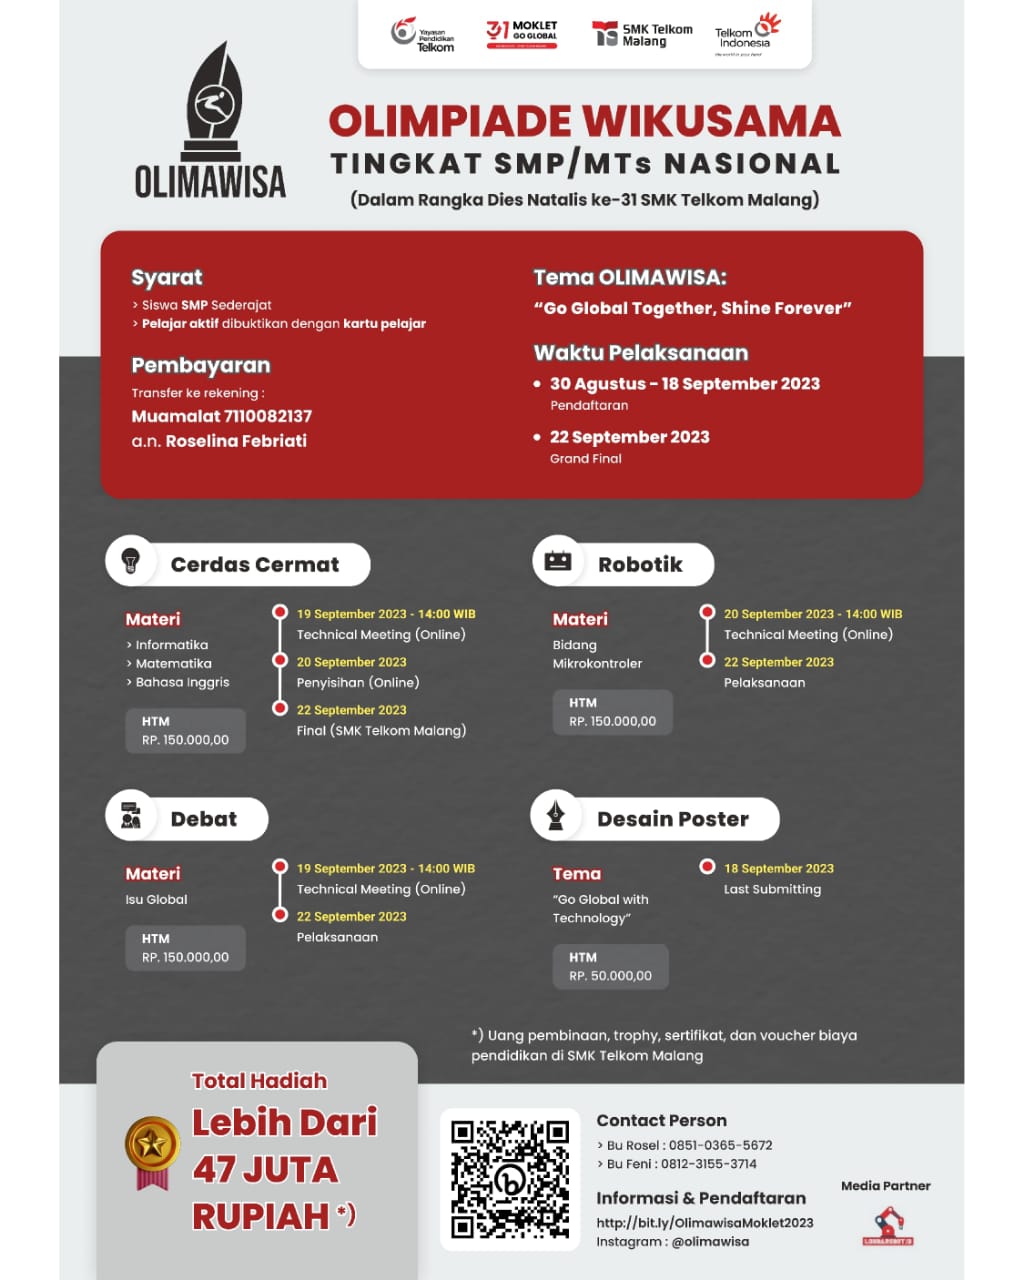 Yayasan
Pendidikan
Telkom
31 MOKLET
GO GLOBAL
TS SMK Telkom
Malang
Telkom
Indonesia
the world in your hand
OLIMAWISA
OLIMPIADE WIKUSAMA
TINGKAT SMP/MTs NASIONAL
(Dalam Rangka Dies Natalis ke-31 SMK Telkom Malang)
Syarat
> Siswa SMP Sederajat
> Pelajar aktif dibuktikan dengan kartu pelajar
Pembayaran
Transfer ke rekening :
Muamalat 7110082137
a.n. Roselina Febriati
Tema OLIMAWISA:
“Go Global Together, Shine Forever”
Waktu Pelaksanaan
• 30 Agustus - 18 September 2023
Pendaftaran
• 22 September 2023
Grand Final
Cerdas Cermat
Materi
> Informatika
> Matematika
> Bahasa Inggris
HTM
RP. 150.000,00
19 September 2023 - 14:00 WIB
Technical Meeting (Online)
20 September 2023
Penyisihan (Online)
22 September 2023
Final (SMK Telkom Malang)
Robotik
Materi
Bidang
Mikrokontroler
HTM
RP. 150.000,00
20 September 2023 - 14:00 WIB
Technical Meeting (Online)
22 September 2023
Pelaksanaan
Debat
Materi
Isu Global
HTM
RP. 150.000,00
19 September 2023 - 14:00 WIB
Technical Meeting (Online)
22 September 2023
Pelaksanaan
Desain Poster
Tema
“Go Global with
Technology”
HTM
RP. 50.000,00
18 September 2023
Last Submitting
*) Uang pembinaan, trophy, sertifikat, dan voucher biaya
pendidikan di SMK Telkom Malang
Total Hadiah
Lebih Dari
47 JUTA
RUPIAH *)
Contact Person
> Bu Rosel : 0851-0365-5672
> Bu Feni : 0812-3155-3714
Informasi & Pendaftaran
http://bit.ly/OlimawisaMoklet2023
Instagram : @olimawisa
Media Partner
LOMBAROBOT.ID